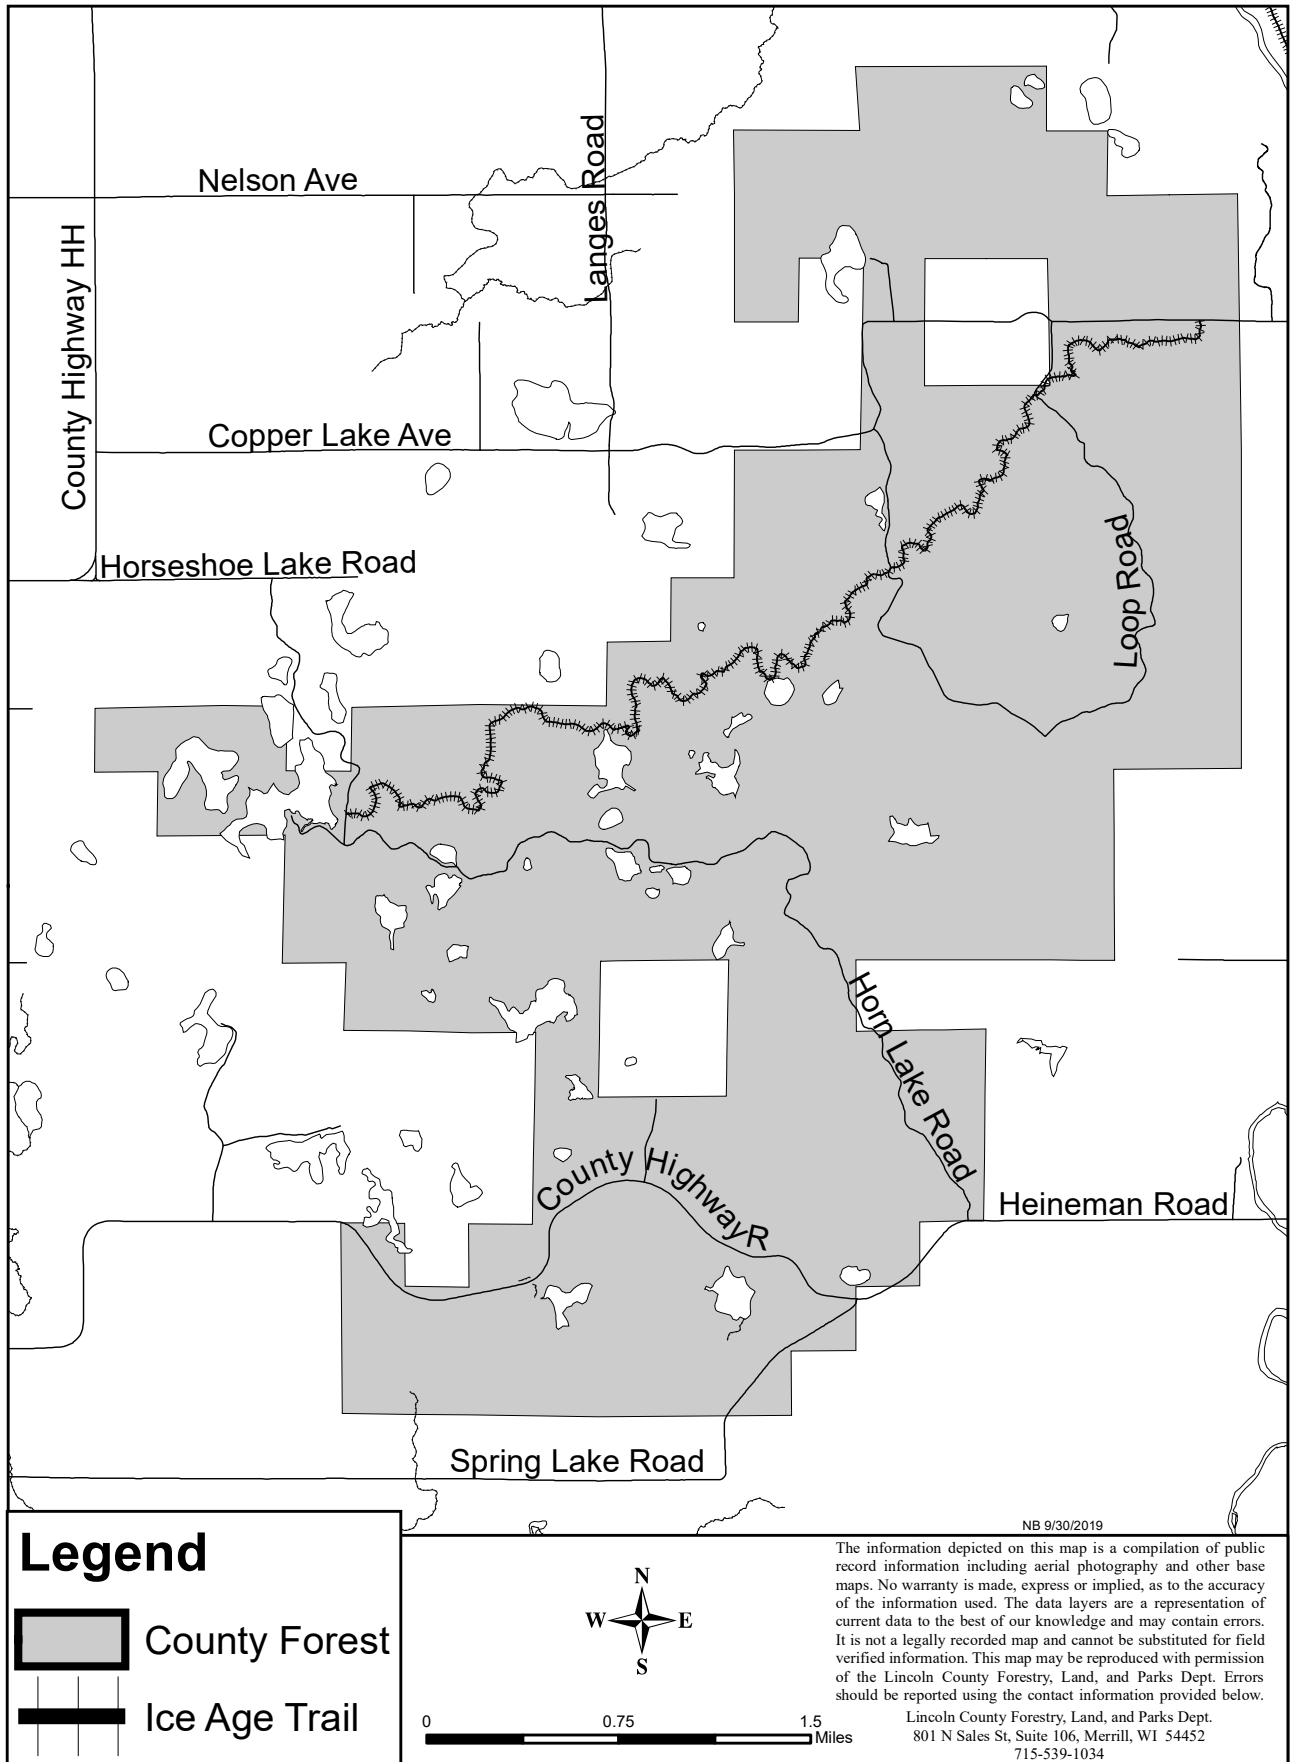 Nelson Ave
Langes Road
County Highway HH
Copper Lake Ave
Horseshoe Lake Road
Loop Road
Horn Lake Road
County Highway R
Heineman Road
Spring Lake Road
NB 9/30/2019
Legend
County Forest
Ice Age Trail
N
W E
S
0 0.75 1.5
Miles
The information depicted on this map is a compilation of public
record information including aerial photography and other base
maps. No warranty is made, express or implied, as to the accuracy
of the information used. The data layers are a representation of
current data to the best of our knowledge and may contain errors.
It is not a legally recorded map and cannot be substituted for field
verified information. This map may be reproduced with permission
of the Lincoln County Forestry, Land, and Parks Dept. Errors
should be reported using the contact information provided below.
Lincoln County Forestry, Land, and Parks Dept.
801 N Sales St, Suite 106, Merrill, WI 54452
715-539-1034